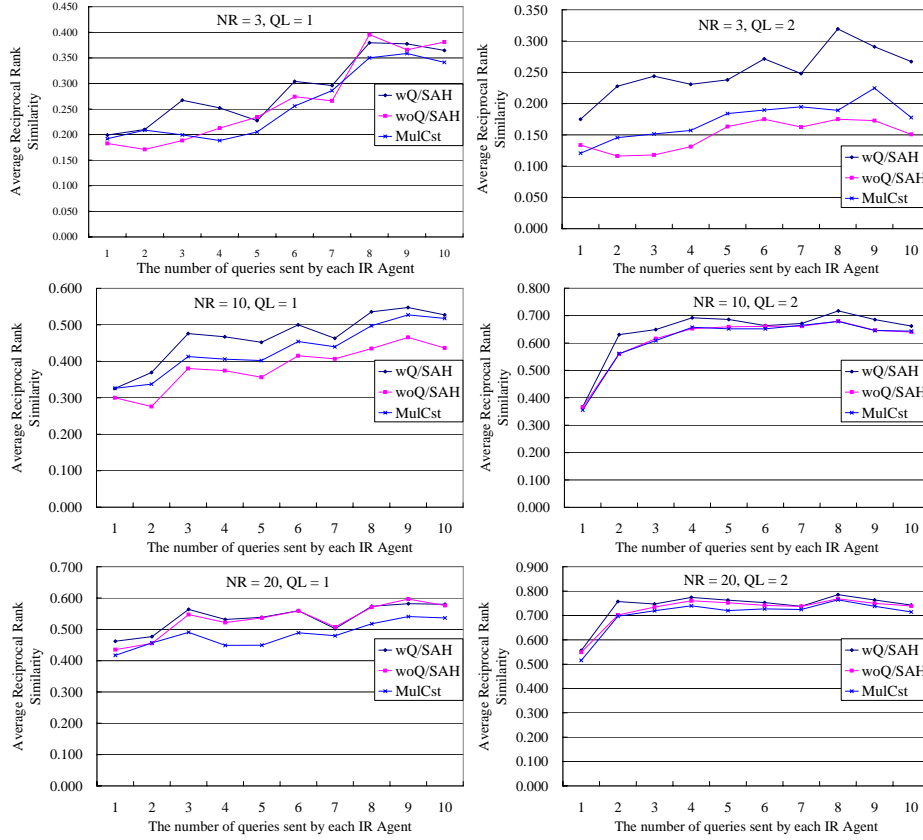 NR = 3, QL = 1
Average Reciprocal Rank
Similarity
0.450
0.400
0.350
0.300
0.250
0.200
0.150
0.100
0.050
0.000
wQ/SAH
woQ/SAH
MulCst
1 2 3 4 5 6 7 8 9 10
The number of queries sent by each IR Agent
NR = 3, QL = 2
Average Reciprocal Rank
Similarity
0.350
0.300
0.250
0.200
0.150
0.100
0.050
0.000
wQ/SAH
woQ/SAH
MulCst
1 2 3 4 5 6 7 8 9 10
The number of queries sent by each IR Agent
NR = 10, QL = 1
Average Reciprocal Rank
Similarity
0.600
0.500
0.400
0.300
0.200
0.100
0.000
wQ/SAH
woQ/SAH
MulCst
1 2 3 4 5 6 7 8 9 10
The number of queries sent by each IR Agent
NR = 10, QL = 2
Average Reciprocal Rank
Similarity
0.800
0.700
0.600
0.500
0.400
0.300
0.200
0.100
0.000
wQ/SAH
woQ/SAH
MulCst
1 2 3 4 5 6 7 8 9 10
The number of queries sent by each IR Agent
NR = 20, QL = 1
Average Reciprocal Rank
Similarity
0.700
0.600
0.500
0.400
0.300
0.200
0.100
0.000
wQ/SAH
woQ/SAH
MulCst
1 2 3 4 5 6 7 8 9 10
The number of queries sent by each IR Agent
NR = 20, QL = 2
Average Reciprocal Rank
Similarity
0.900
0.800
0.700
0.600
0.500
0.400
0.300
0.200
0.100
0.000
wQ/SAH
woQ/SAH
MulCst
1 2 3 4 5 6 7 8 9 10
The number of queries sent by each IR Agent